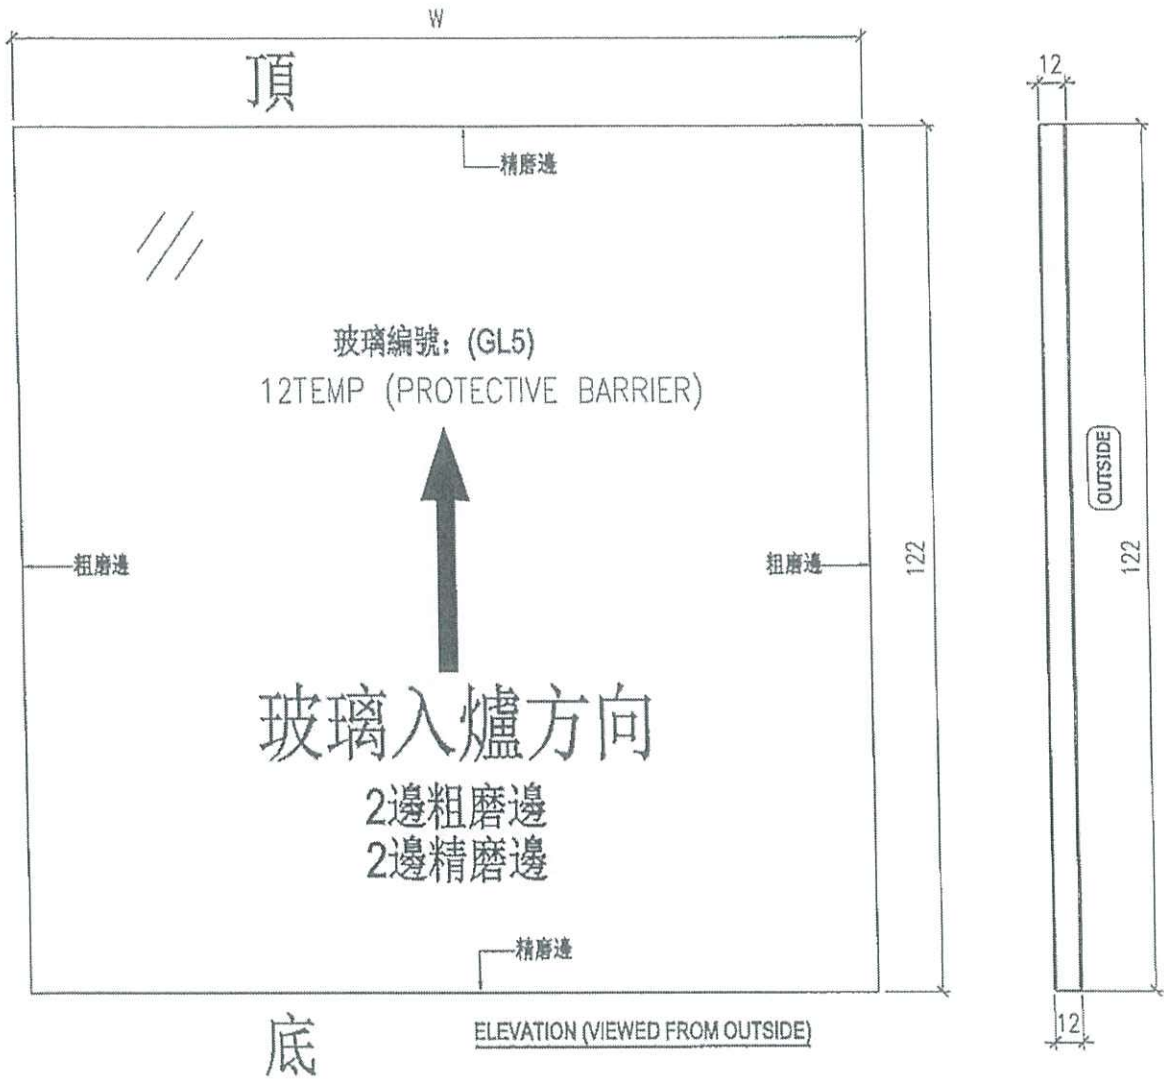 W
頂
12
精磨邊
玻璃編號：(GL5)
12TEMP (PROTECTIVE BARRIER)
OUTSIDE
粗磨邊
粗磨邊
122
122
玻璃入爐方向
2邊粗磨邊
2邊精磨邊
精磨邊
底
ELEVATION (VIEWED FROM OUTSIDE)
12